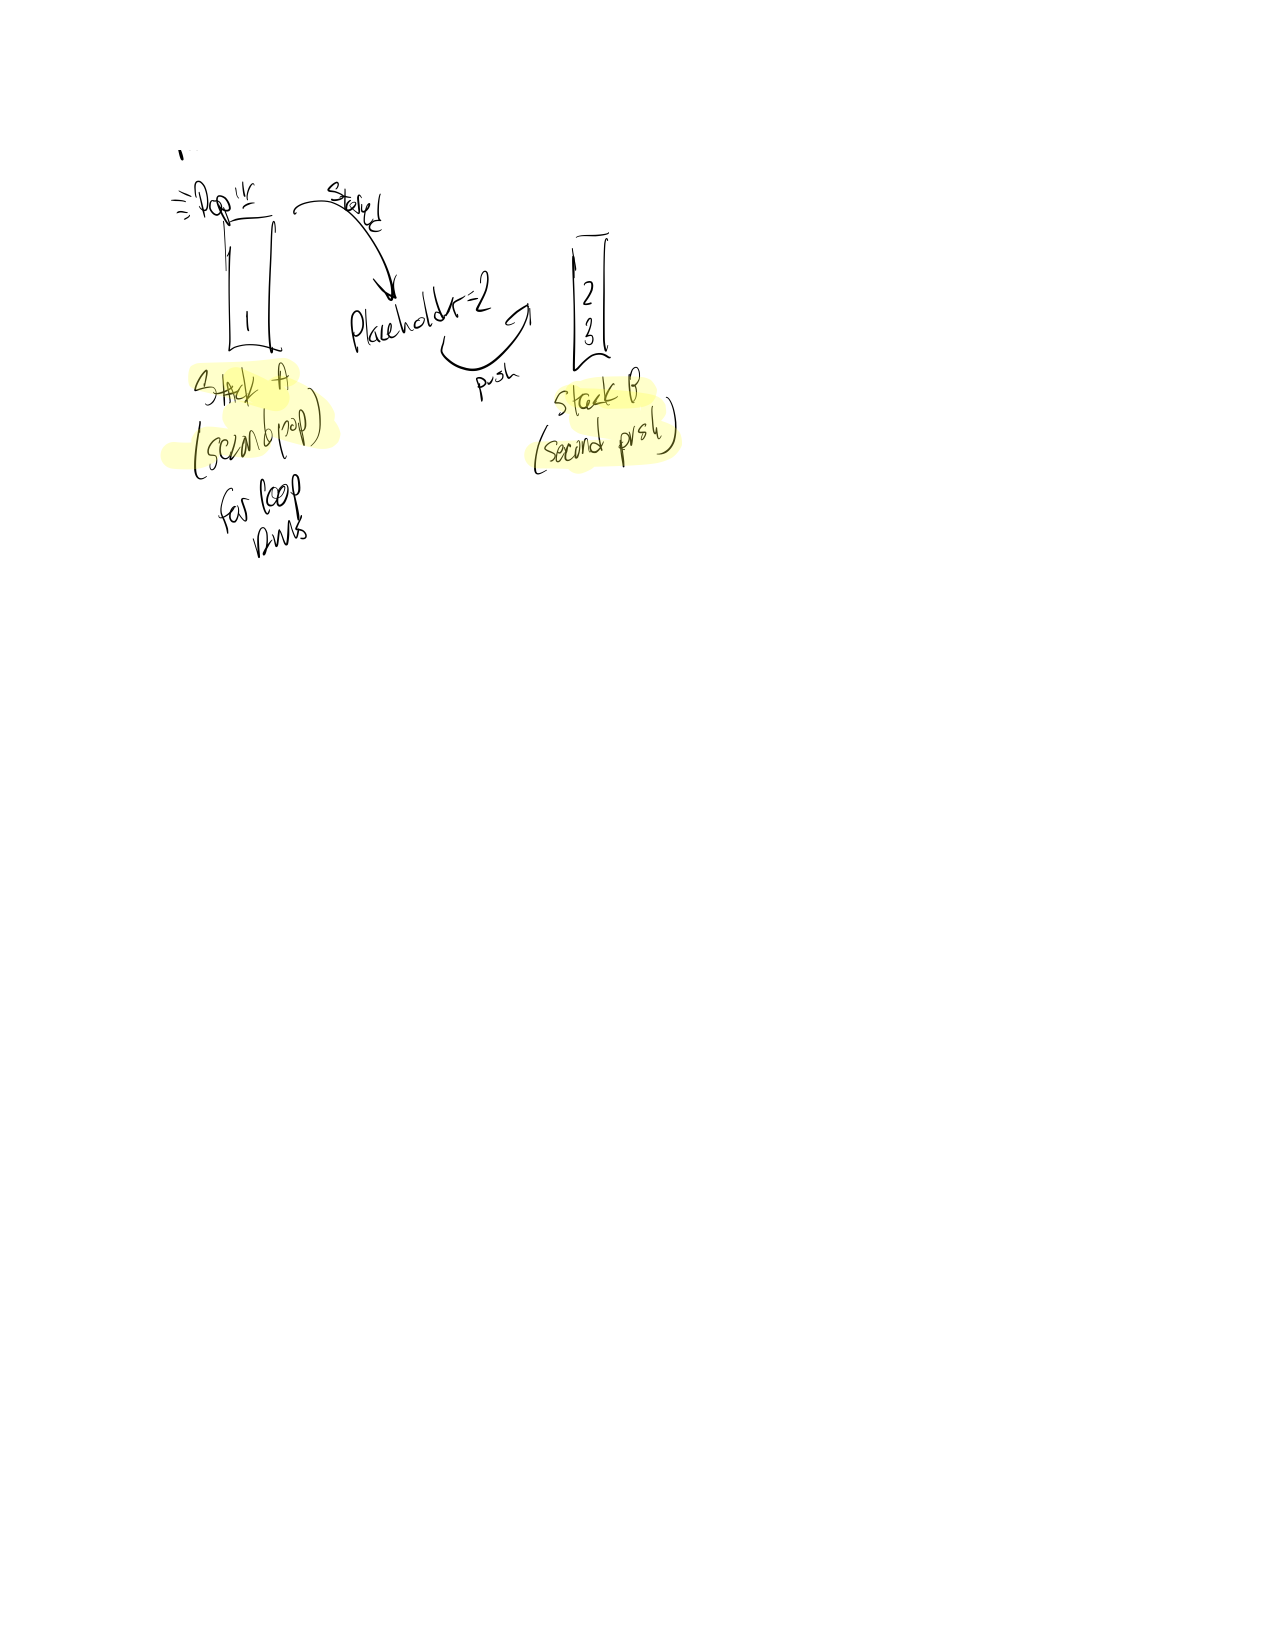 Pop
Stored
Placeholder=2
push
1
2
3
Stack A
(second pop)
for loop
runs
Stack B
(second push)